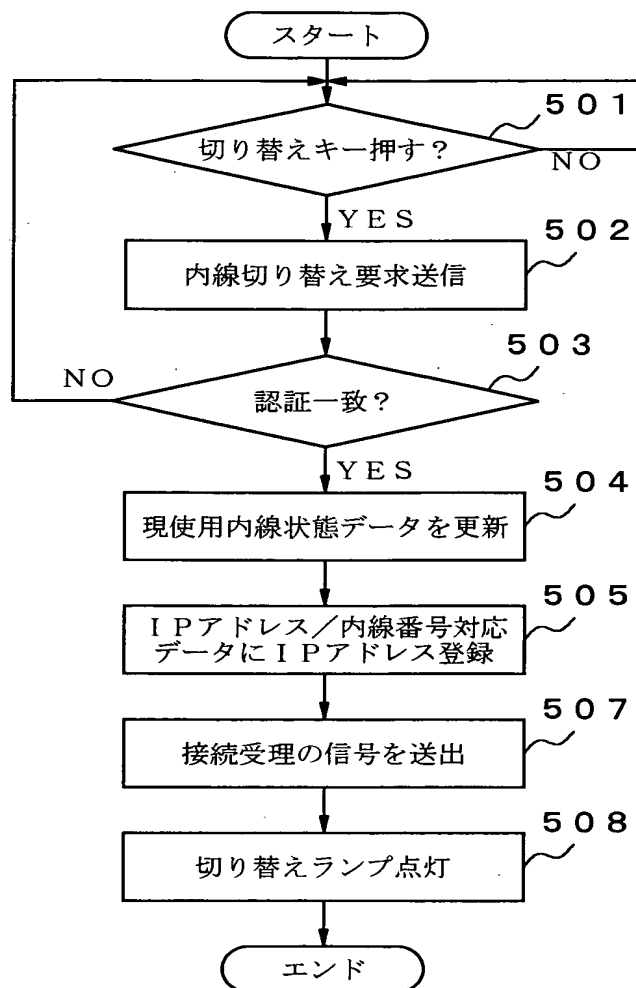 スタート
501
切り替えキー押す？
NO
YES
502
内線切り替え要求送信
503
NO
認証一致？
YES
504
現使用内線状態データを更新
505
ＩＰアドレス／内線番号対応
データにＩＰアドレス登録
507
接続受理の信号を送出
508
切り替えランプ点灯
エンド